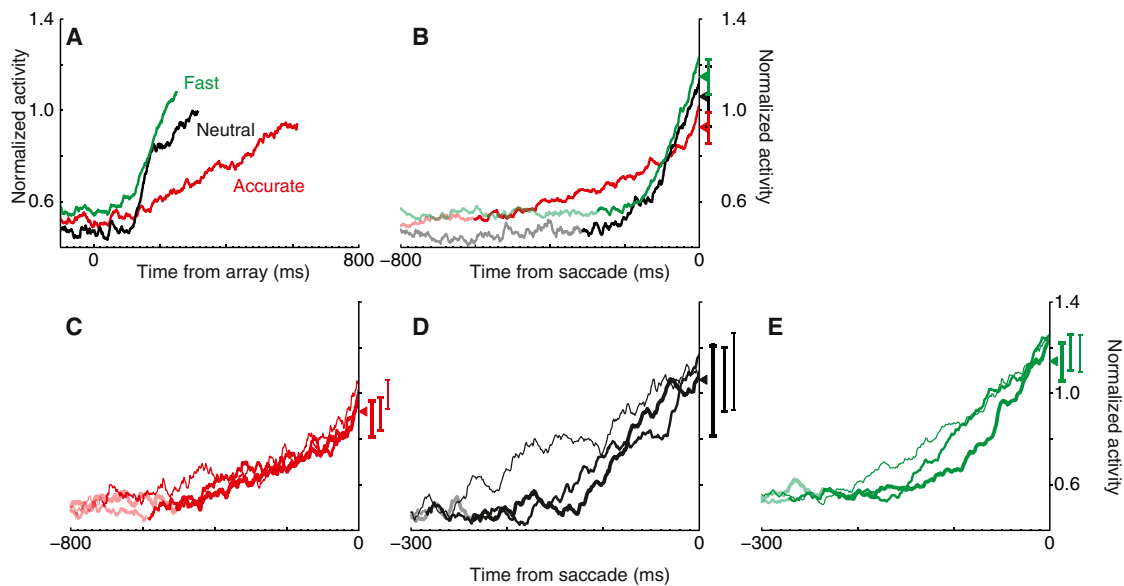 1.4
A
Normalized activity
1.0
0.6
Fast
Neutral
Accurate
0
800
Time from array (ms)
B
1.4
1.0
0.6
Normalized activity
−800
0
Time from saccade (ms)
C
−800
0
D
−300
0
E
1.4
1.0
0.6
Normalized activity
−300
0
Time from saccade (ms)